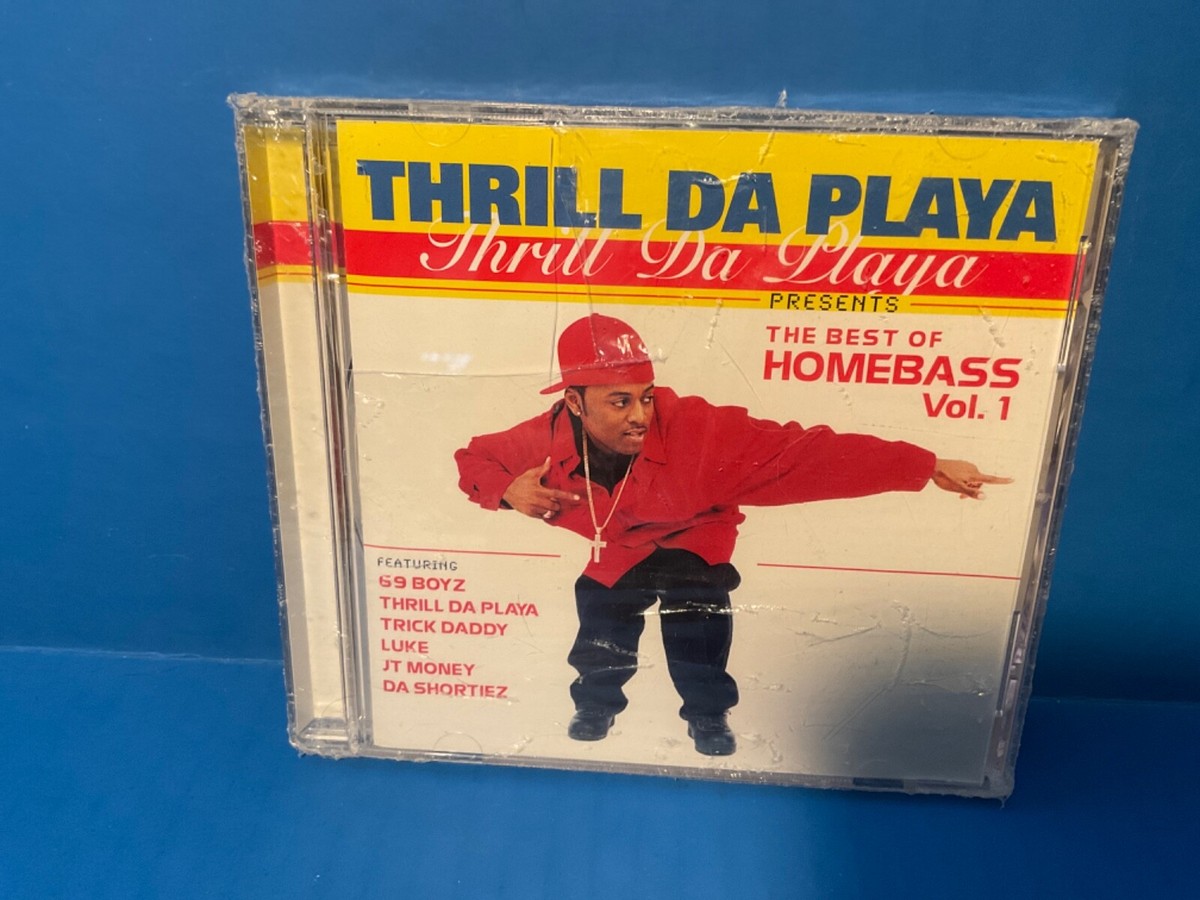 THRILL DA PLAYA
Thrill Da Playa
PRESENTS
THE BEST OF
HOMEBASS
Vol. 1
FEATURING
69 BOYZ
THRILL DA PLAYA
TRICK DADDY
LUKE
JT MONEY
DA SHORTIEZ